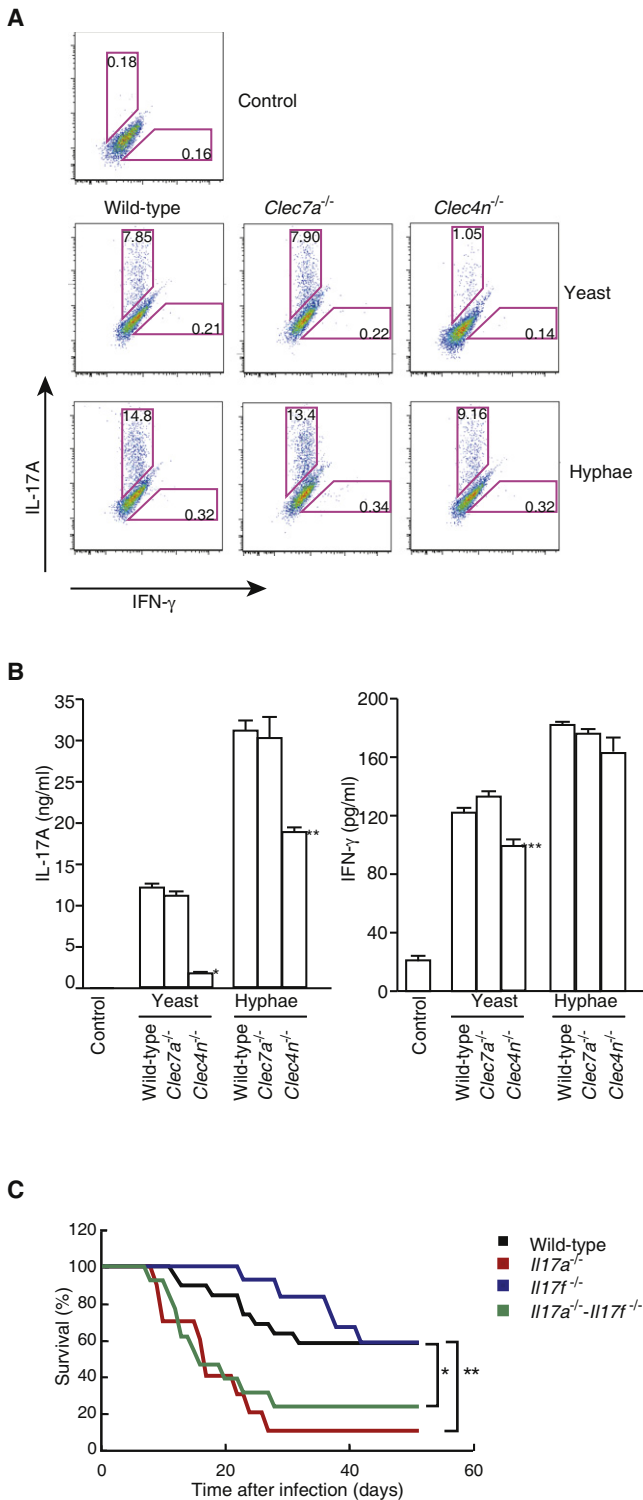 A
0.18
0.16
Control
Wild-type Clec7a-/- Clec4n-/-
7.85 7.90 1.05
0.21 0.22 0.14
Yeast
14.8 13.4 9.16
0.32 0.34 0.32
Hyphae
IL-17A
IFN-γ
B
IL-17A (ng/ml)
35
30
25
20
15
10
5
0
*
**
Control
Yeast Hyphae
Wild-type
Clec7a-/-
Clec4n-/-
Wild-type
Clec7a-/-
Clec4n-/-
IFN-γ (pg/ml)
200
160
120
80
40
0
***
Control
Yeast Hyphae
Wild-type
Clec7a-/-
Clec4n-/-
Wild-type
Clec7a-/-
Clec4n-/-
C
Survival (%)
120
100
80
60
40
20
0
0 20 40 60
Time after infection (days)
Wild-type
Il17a-/-
Il17f-/-
Il17a-/--Il17f-/-
* **